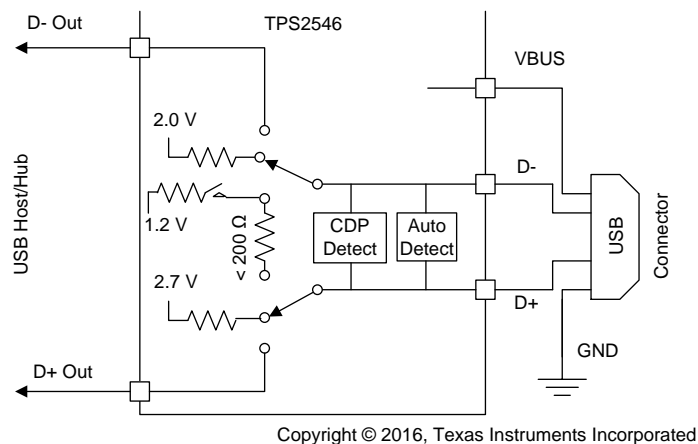 D- Out
TPS2546
VBUS
2.0 V
D-
1.2 V
< 200 Ω
CDP
Detect
Auto
Detect
USB
Connector
USB Host/Hub
2.7 V
D+
D+ Out
GND
Copyright © 2016, Texas Instruments Incorporated